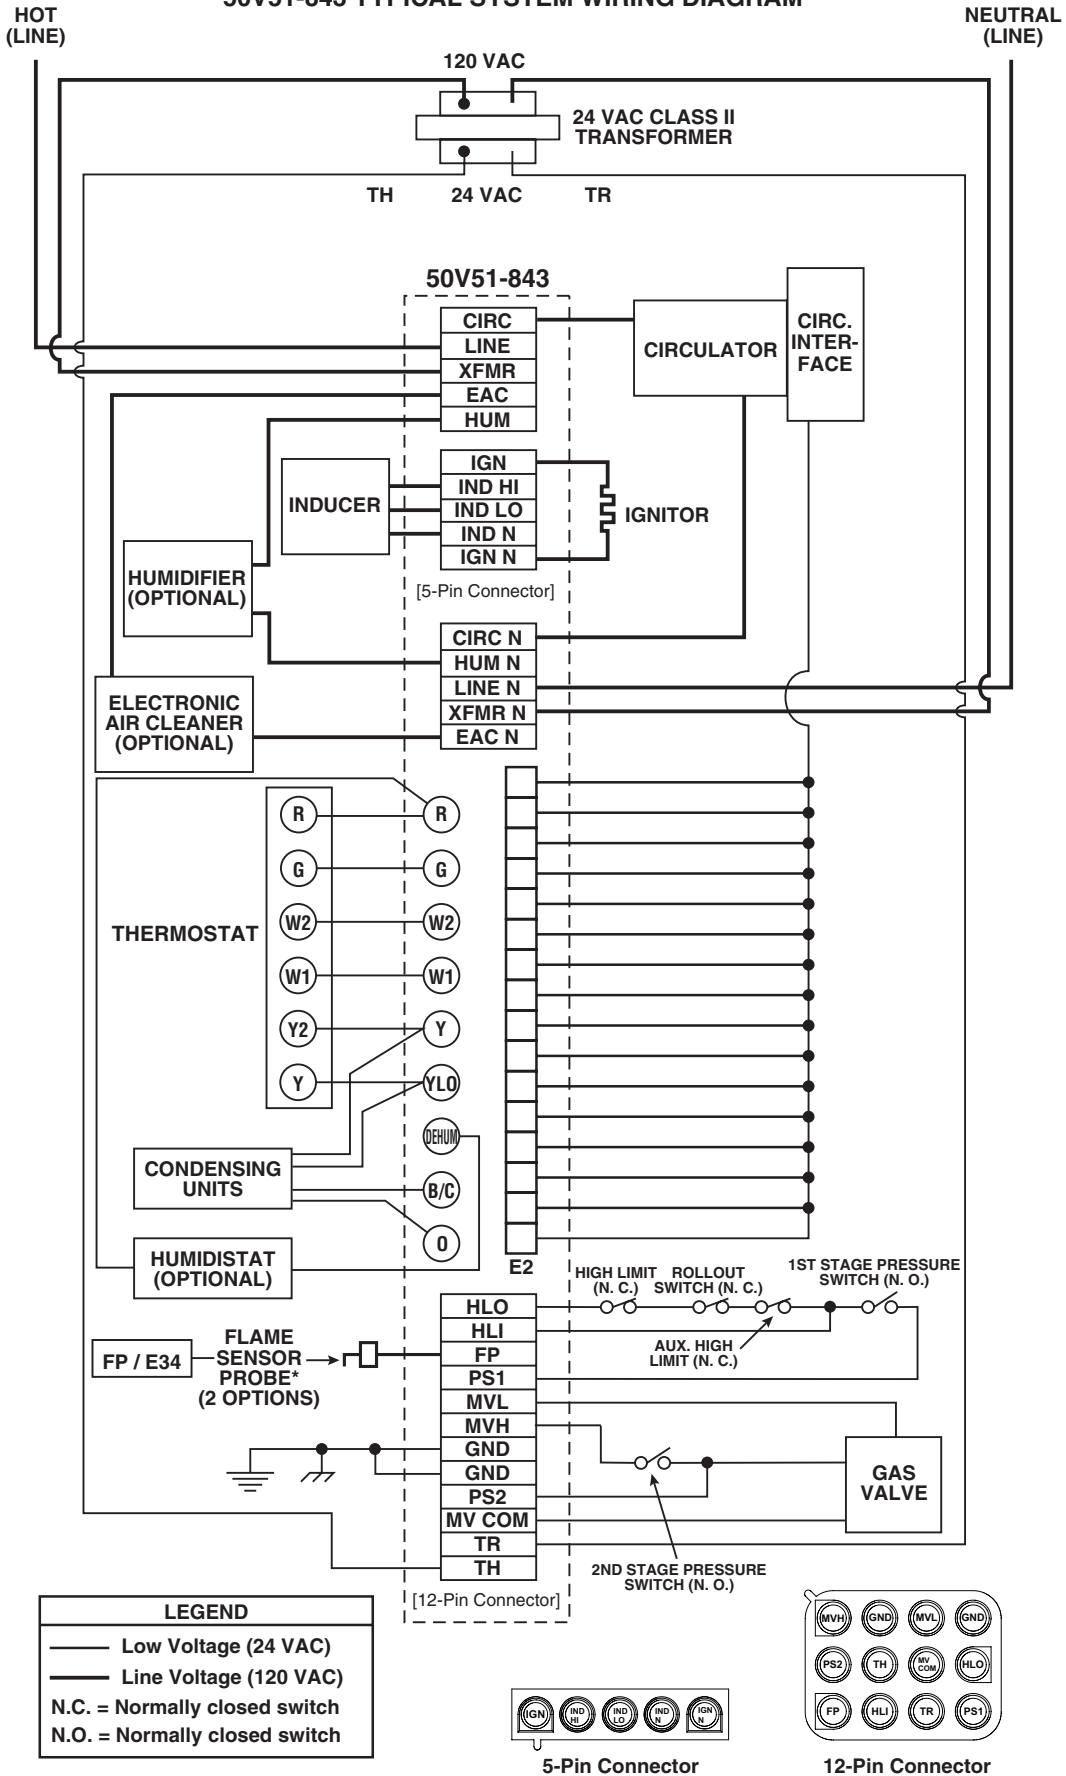 50V51-843 TYPICAL SYSTEM WIRING DIAGRAM
HOT
(LINE)
NEUTRAL
(LINE)
120 VAC
24 VAC CLASS II
TRANSFORMER
TH
24 VAC
TR
50V51-843
CIRC
LINE
XFMR
EAC
HUM
CIRCULATOR
CIRC.
INTER-
FACE
IGN
IND HI
IND LO
IND N
IGN N
[5-Pin Connector]
INDUCER
IGNITOR
HUMIDIFIER
(OPTIONAL)
CIRC N
HUM N
LINE N
XFMR N
EAC N
ELECTRONIC
AIR CLEANER
(OPTIONAL)
THERMOSTAT
R
G
W2
W1
Y2
Y
R
G
W2
W1
Y
YLO
DEHUM
B/C
O
CONDENSING
UNITS
HUMIDISTAT
(OPTIONAL)
E2
HIGH LIMIT
(N. C.)
ROLLOUT
SWITCH (N. C.)
1ST STAGE PRESSURE
SWITCH (N. O.)
AUX. HIGH
LIMIT (N. C.)
FP / E34
FLAME
SENSOR
PROBE*
(2 OPTIONS)
HLO
HLI
FP
PS1
MVL
MVH
GND
GND
PS2
MV COM
TR
TH
[12-Pin Connector]
GAS
VALVE
2ND STAGE PRESSURE
SWITCH (N. O.)
LEGEND
Low Voltage (24 VAC)
Line Voltage (120 VAC)
N.C. = Normally closed switch
N.O. = Normally closed switch
IGN
IND
HI
IND
LO
IND
N
IGN
N
5-Pin Connector
MVH
GND
MVL
GND
PS2
TH
MV
COM
HLO
FP
HLI
TR
PS1
12-Pin Connector